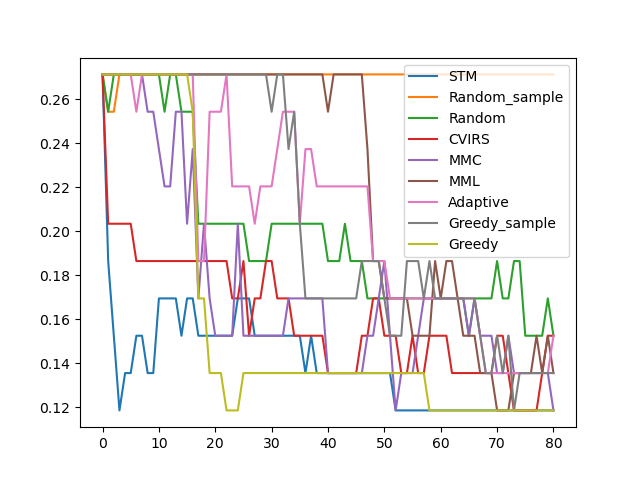 0.26
0.24
0.22
0.20
0.18
0.16
0.14
0.12
0
10
20
30
40
50
60
70
80
STM
Random_sample
Random
CVIRS
MMC
MML
Adaptive
Greedy_sample
Greedy